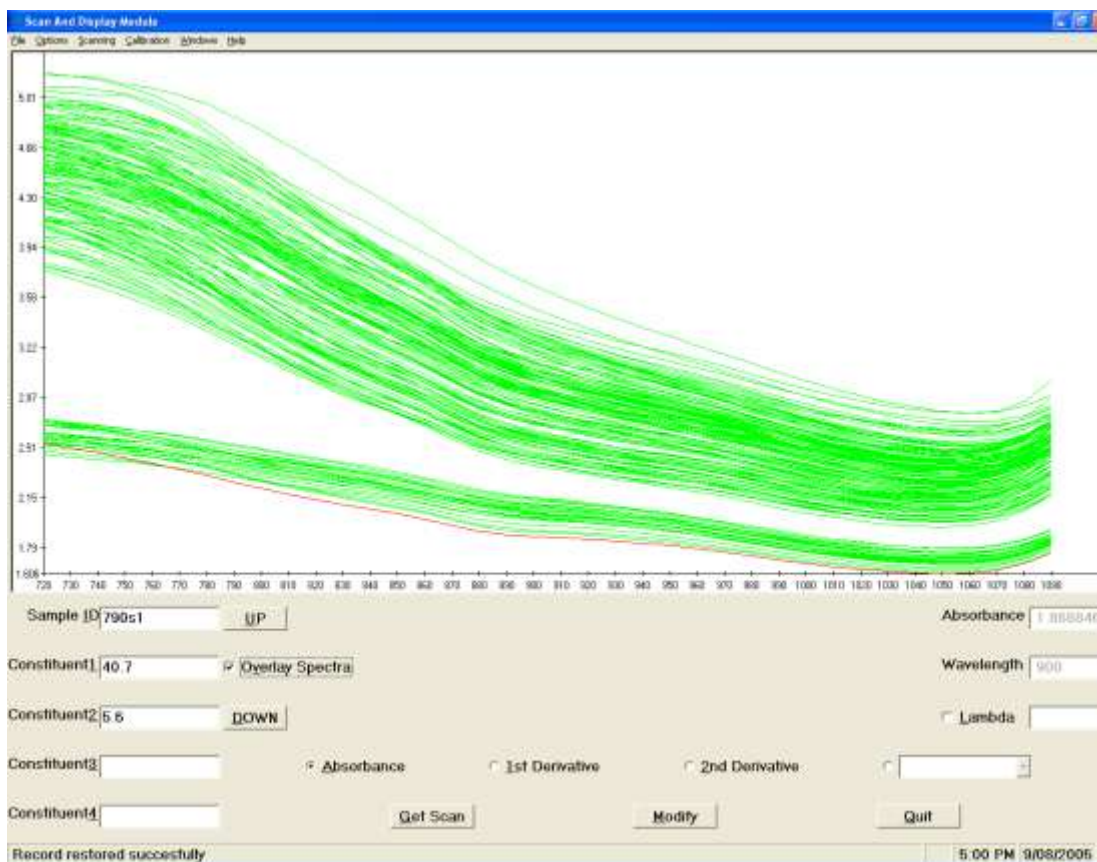 Scan And Display Module
File Options Scanning Calibration Windows Help
5.01
4.66
4.30
3.94
3.58
3.22
2.87
2.51
2.15
1.79
1.606
720 730 740 750 760 770 780 790 800 810 820 830 840 850 860 870 880 890 900 910 920 930 940 950 960 970 980 990 1000 1010 1020 1030 1040 1050 1060 1070 1080 1090
Sample ID 790s1 UP Absorbance 1.868846
Constituent1 40.7 Overlay Spectra Wavelength 900
Constituent2 5.6 DOWN Lambda
Constituent3 Absorbance 1st Derivative 2nd Derivative
Constituent4 Get Scan Modify Quit
Record restored succesfully 5:00 PM 9/08/2005